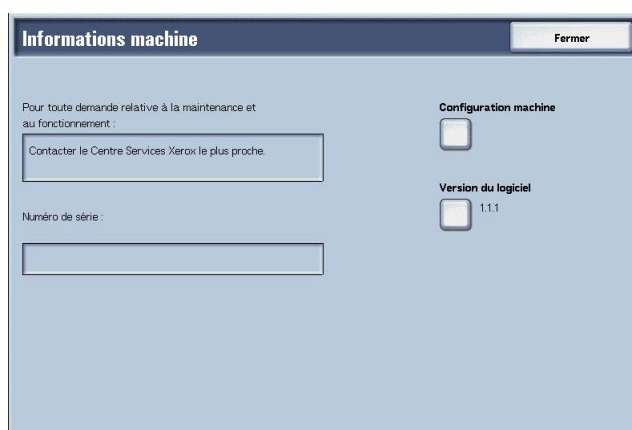 Informations machine
Fermer
Pour toute demande relative à la maintenance et
au fonctionnement :
Contacter le Centre Services Xerox le plus proche.
Numéro de série :
Configuration machine
Version du logiciel
1.1.1